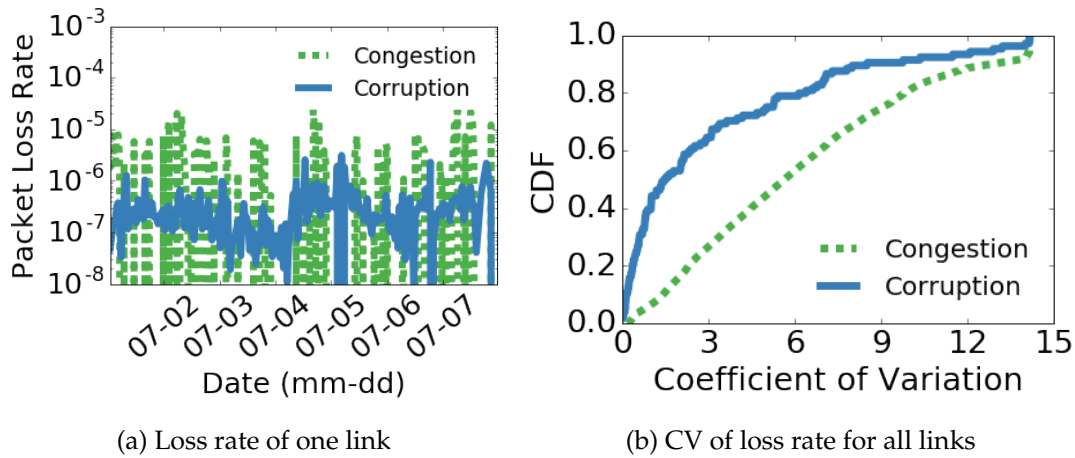 10^-3
10^-4
10^-5
10^-6
10^-7
10^-8
Packet Loss Rate
Congestion
Corruption
07-02
07-03
07-04
07-05
07-06
07-07
Date (mm-dd)
(a) Loss rate of one link
1.0
0.8
0.6
0.4
0.2
0.0
CDF
Congestion
Corruption
0 3 6 9 12 15
Coefficient of Variation
(b) CV of loss rate for all links